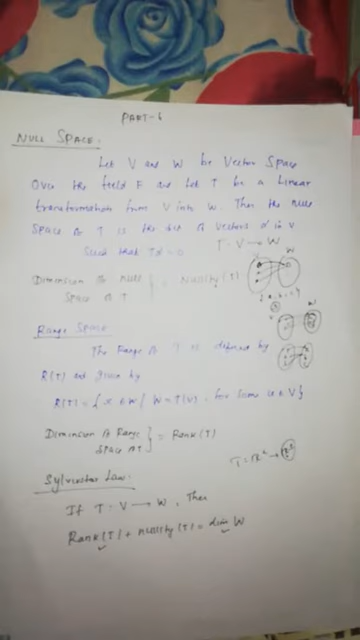 PART-6
NULL SPACE:
Let V and W be Vector Space
Over the field F and Let T be a Linear
transformation from V into W. Then the null
Space of T is the set of vectors α in V
Such that Tα = 0
T: V → W
Dimension of Null
Space of T } = Nullity (T)
W
Range Space
The Range of T is defined by
R(T) and given by
R(T) = { x ∈ W / W = T(V), for some u ∈ V}
Dimension of Range
Space of T } = Rank (T)
Sylvester Law:
If T: V → W, Then
Rank (T) + Nullity (T) = dim W